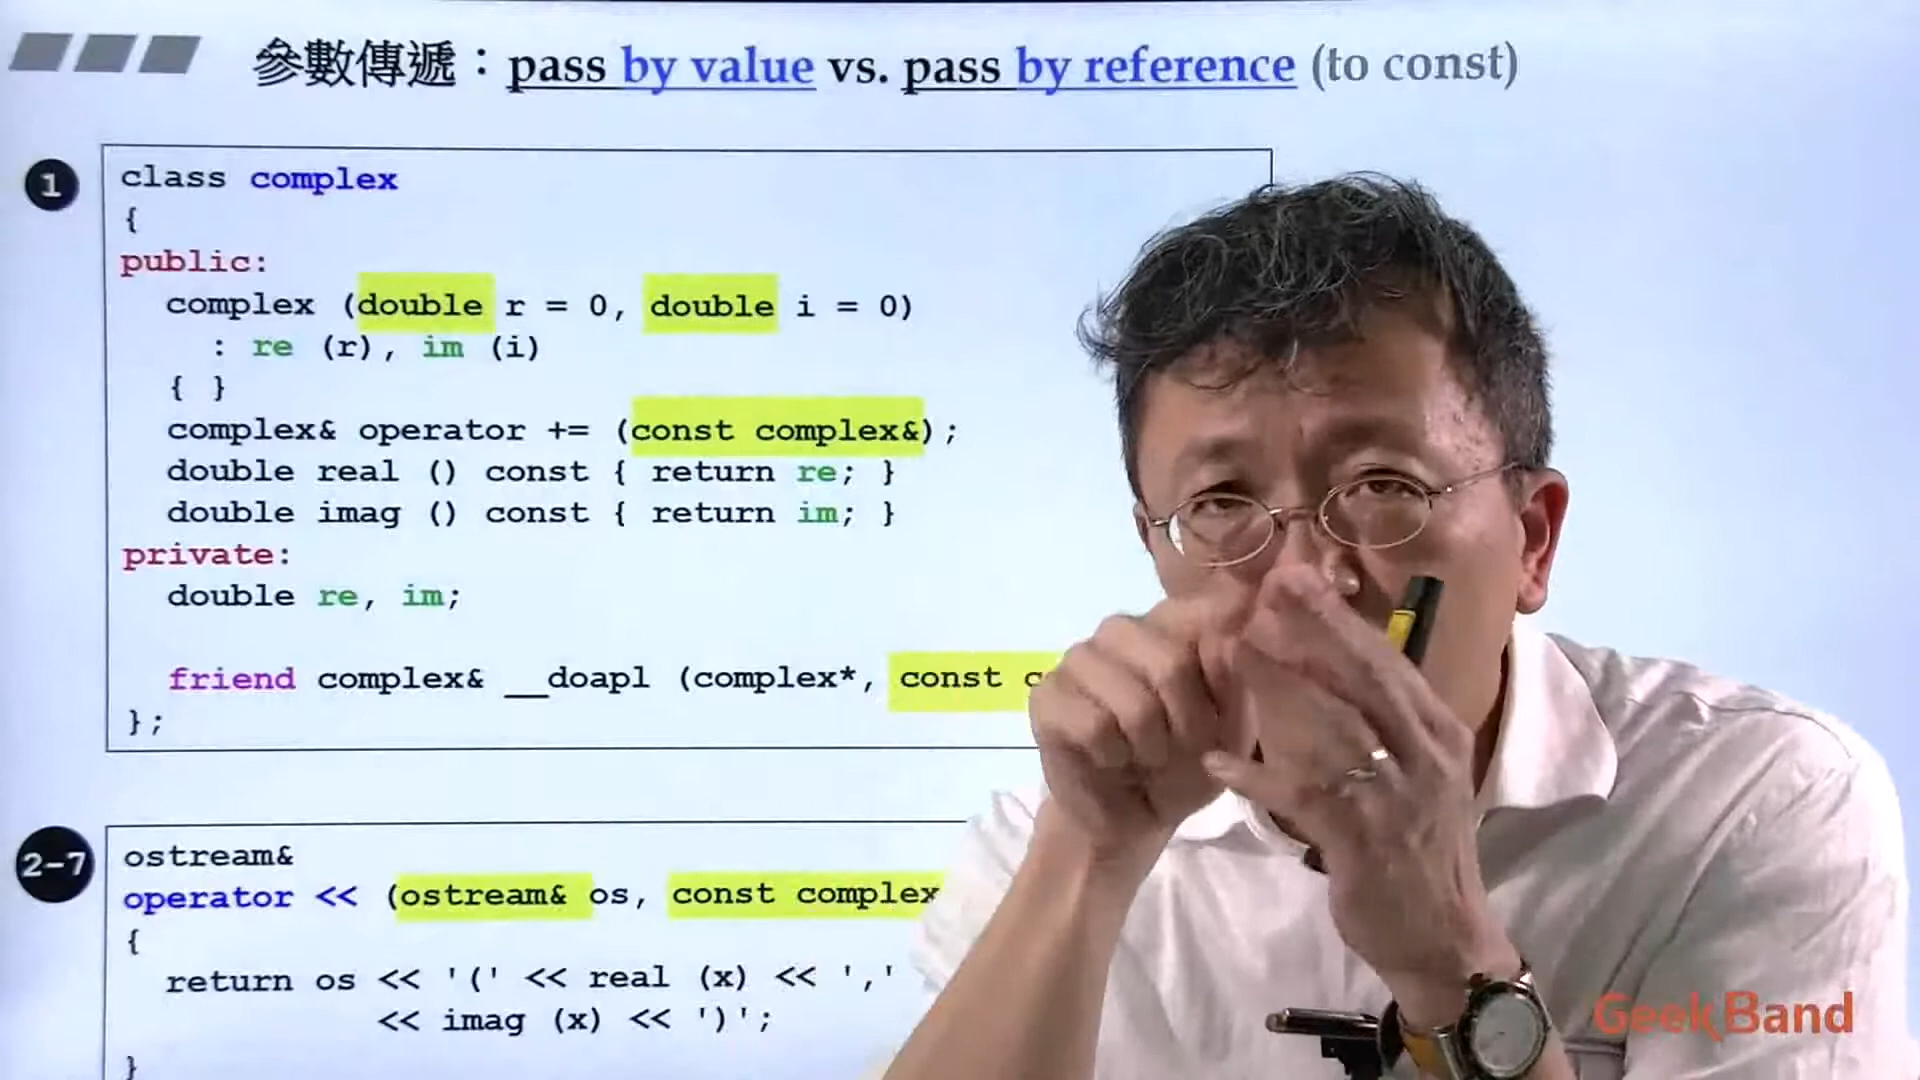 參數傳遞：pass by value vs. pass by reference (to const)
1
class complex
{
public:
complex (double r = 0, double i = 0)
: re (r), im (i)
{ }
complex& operator += (const complex&);
double real () const { return re; }
double imag () const { return im; }
private:
double re, im;
friend complex& __doapl (complex*, const
};
2-7
ostream&
operator << (ostream& os, const complex
{
return os << '(' << real (x) << ','
<< imag (x) << ')';
}
GeekBand